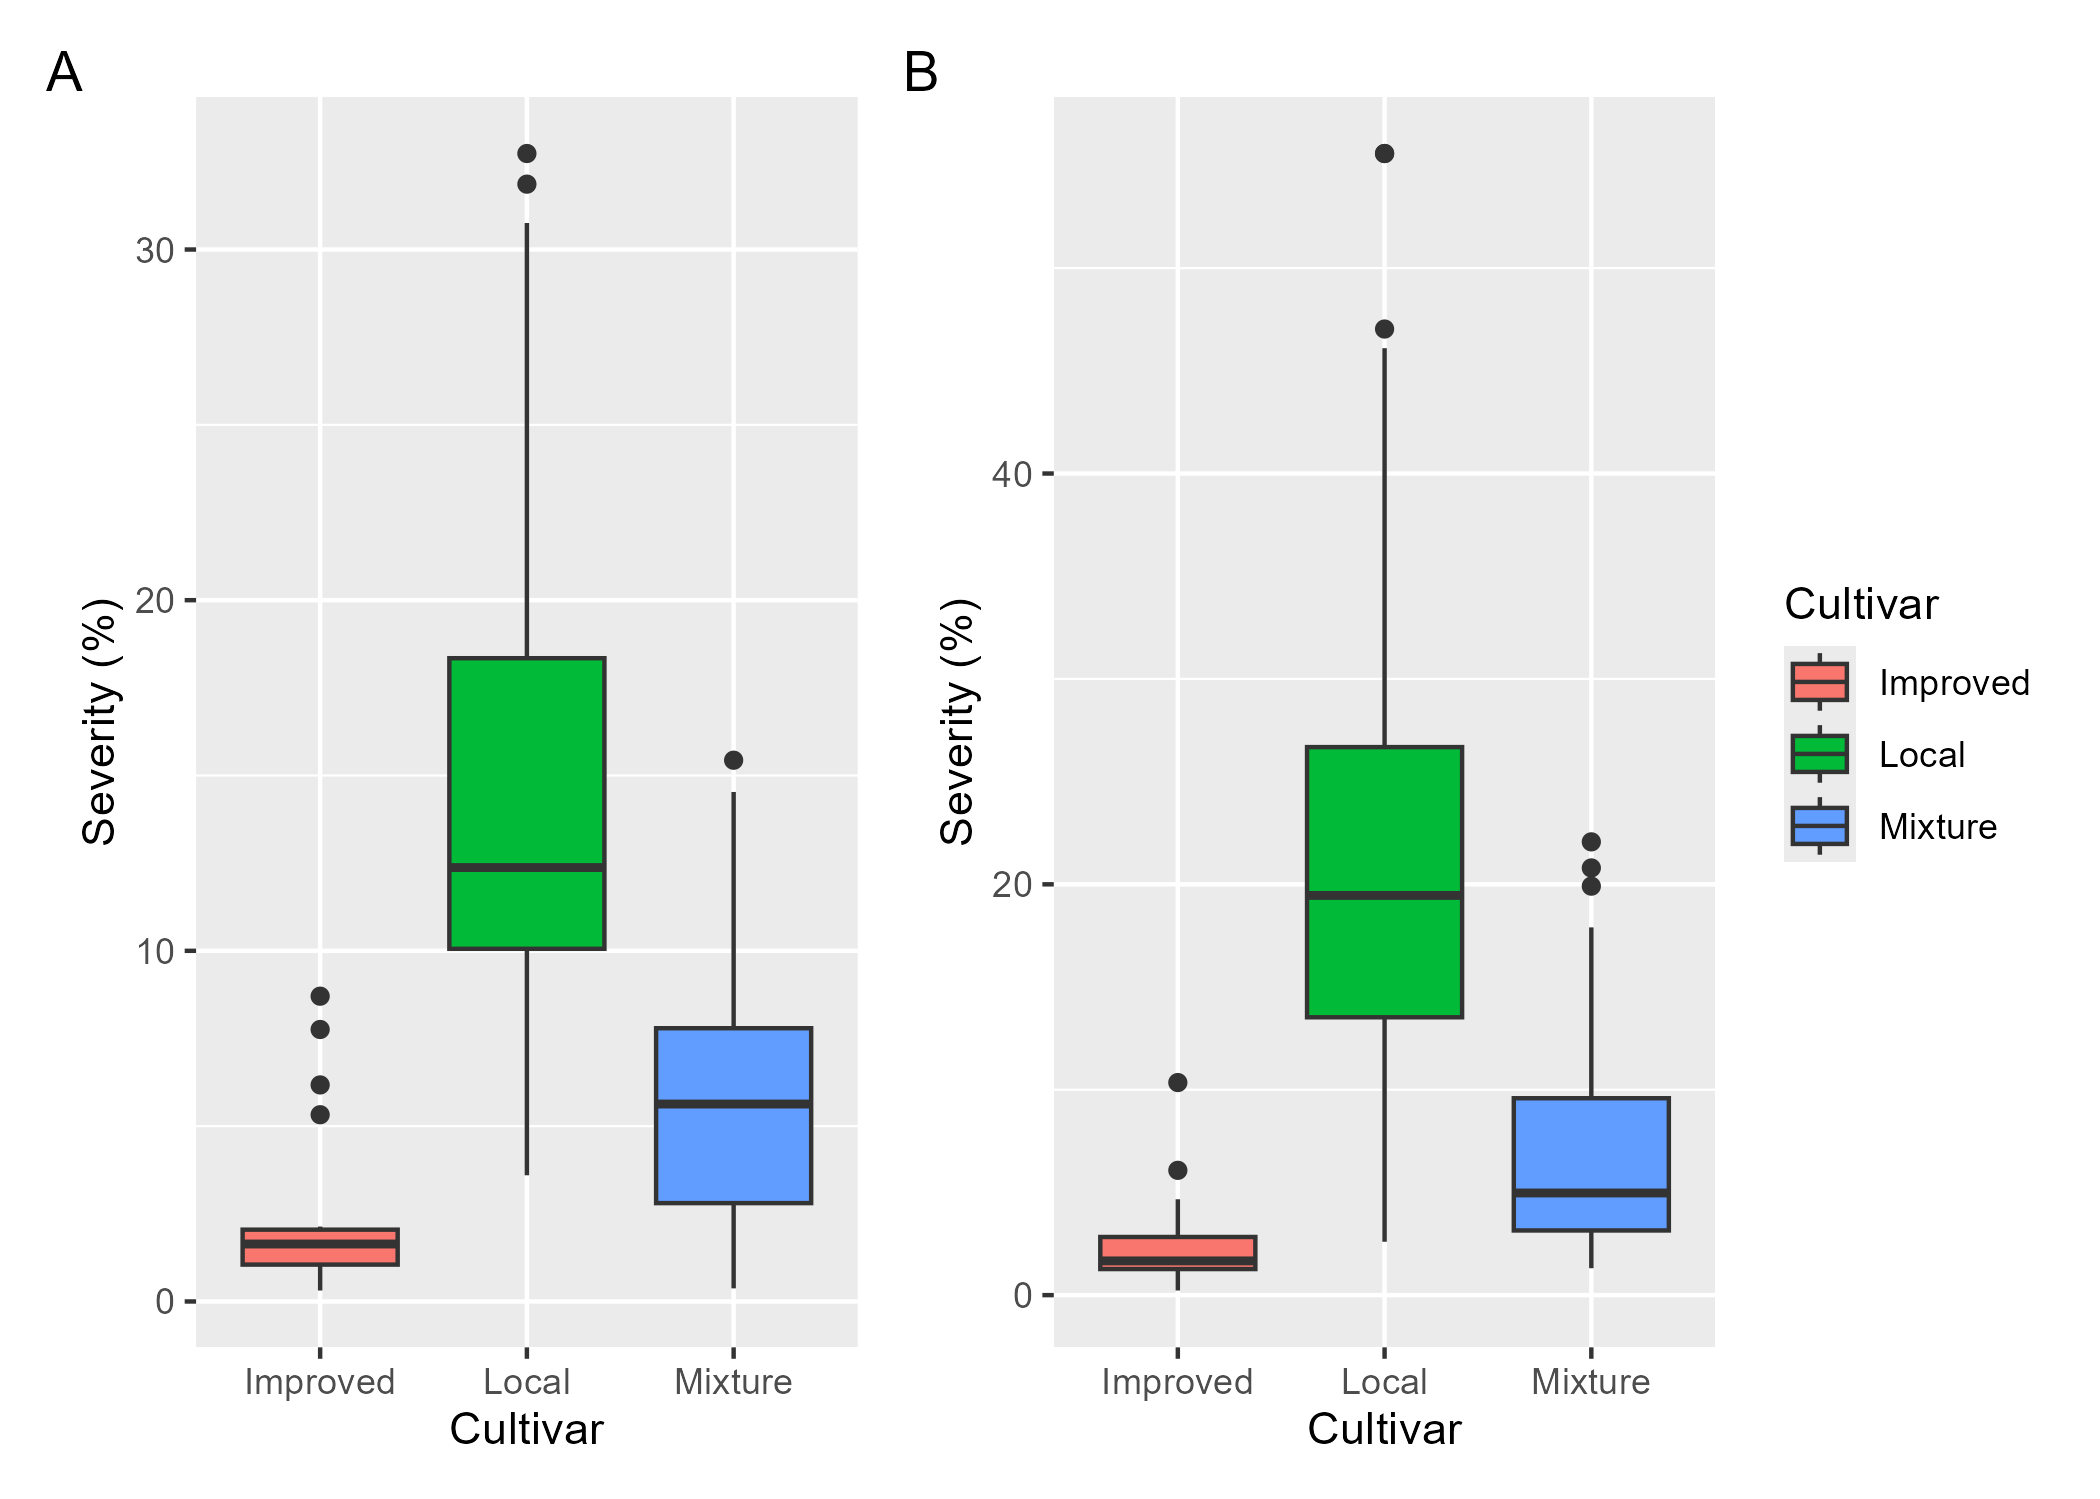 A
Severity (%)
30
20
10
0
Improved Local Mixture
Cultivar
B
Severity (%)
40
20
0
Improved Local Mixture
Cultivar
Cultivar
Improved
Local
Mixture